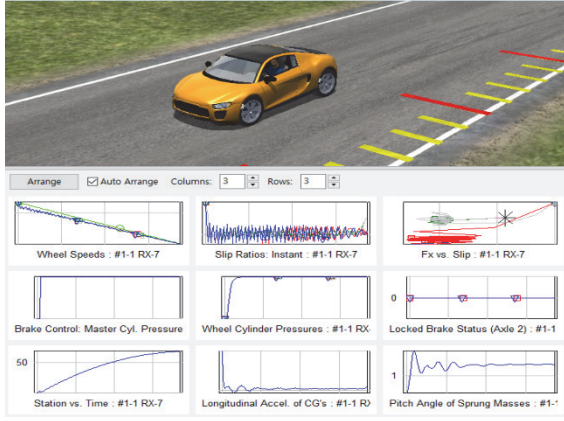 Arrange Auto Arrange Columns: 3 Rows: 3
Wheel Speeds : #1-1 RX-7
Slip Ratios: Instant : #1-1 RX-7
Fx vs. Slip : #1-1 RX-7
Brake Control: Master Cyl. Pressure
Wheel Cylinder Pressures : #1-1 RX-
0
Locked Brake Status (Axle 2) : #1-1
50
Station vs. Time : #1-1 RX-7
Longitudinal Accel. of CG's : #1-1 RX
1
Pitch Angle of Sprung Masses : #1-1